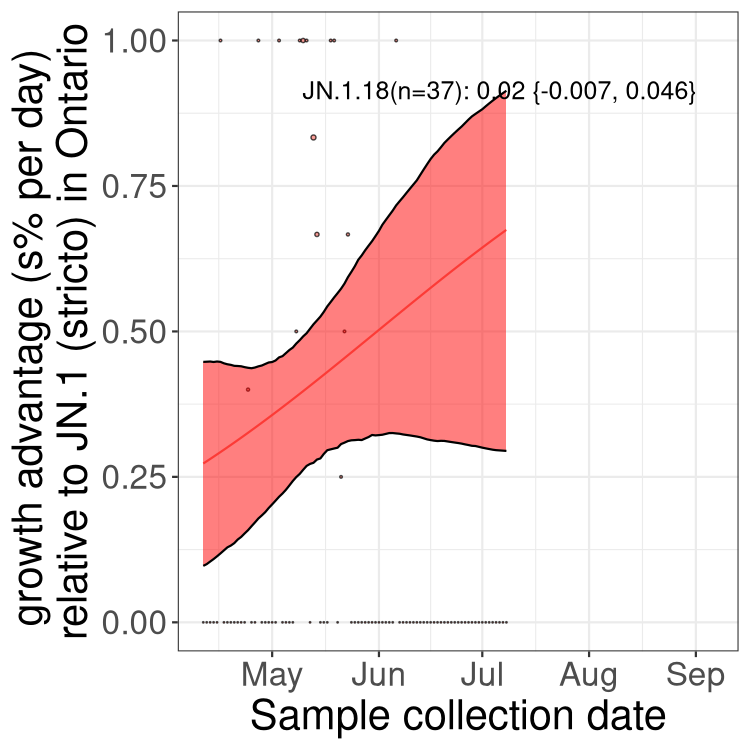 growth advantage (s% per day)
relative to JN.1 (stricto) in Ontario
1.00
0.75
0.50
0.25
0.00
JN.1.18(n=37): 0.02 {-0.007, 0.046}
May Jun Jul Aug Sep
Sample collection date